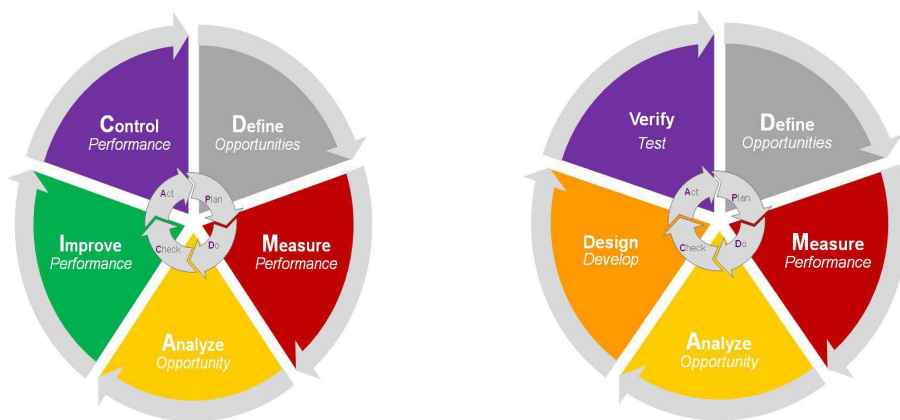 Control
Performance
Define
Opportunities
Measure
Performance
Analyze
Opportunity
Improve
Performance
Act
Plan
Do
Check
Verify
Test
Define
Opportunities
Measure
Performance
Analyze
Opportunity
Design
Develop
Act
Plan
Do
Check